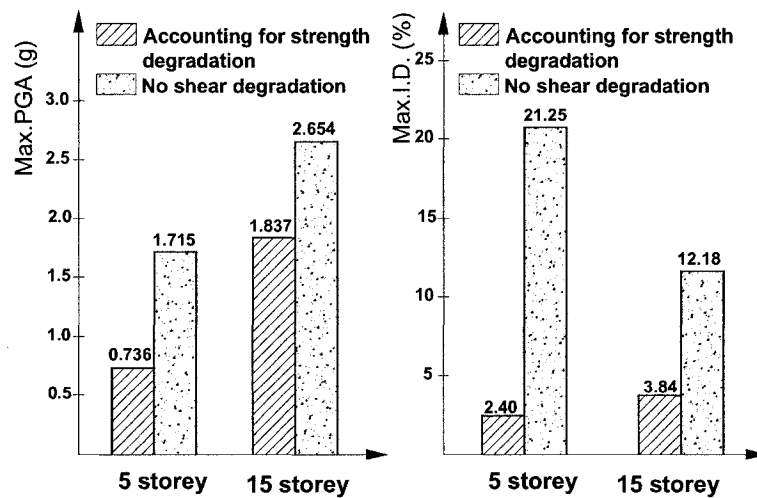 Max.PGA (g)
Accounting for strength
degradation
No shear degradation
3.0
2.5
2.0
1.5
1.0
0.5
0.736
1.715
1.837
2.654
5 storey
15 storey
Max.I.D. (%)
Accounting for strength
degradation
No shear degradation
25
20
15
10
5
2.40
21.25
3.84
12.18
5 storey
15 storey